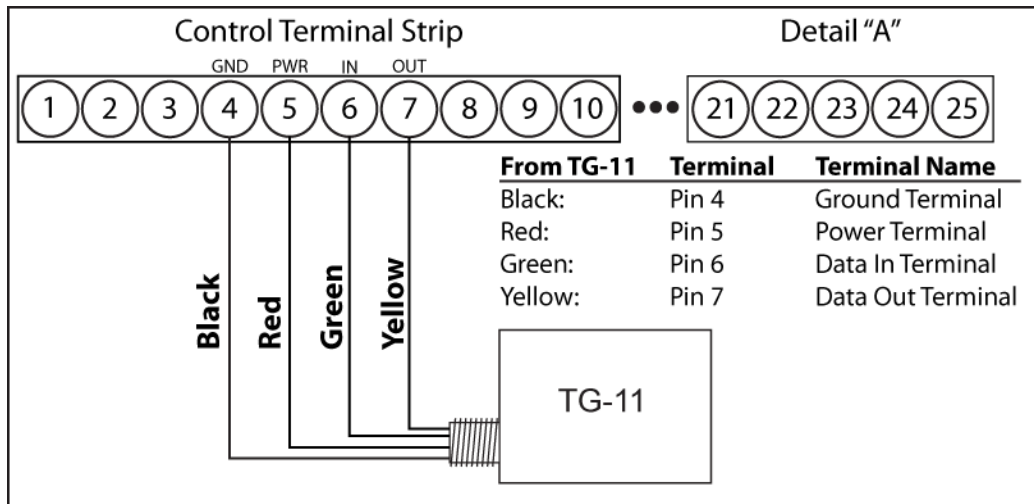 Control Terminal Strip
Detail “A”
GND PWR IN OUT
1 2 3 4 5 6 7 8 9 10 ••• 21 22 23 24 25
From TG-11 Terminal Terminal Name
Black: Pin 4 Ground Terminal
Red: Pin 5 Power Terminal
Green: Pin 6 Data In Terminal
Yellow: Pin 7 Data Out Terminal
Black
Red
Green
Yellow
TG-11